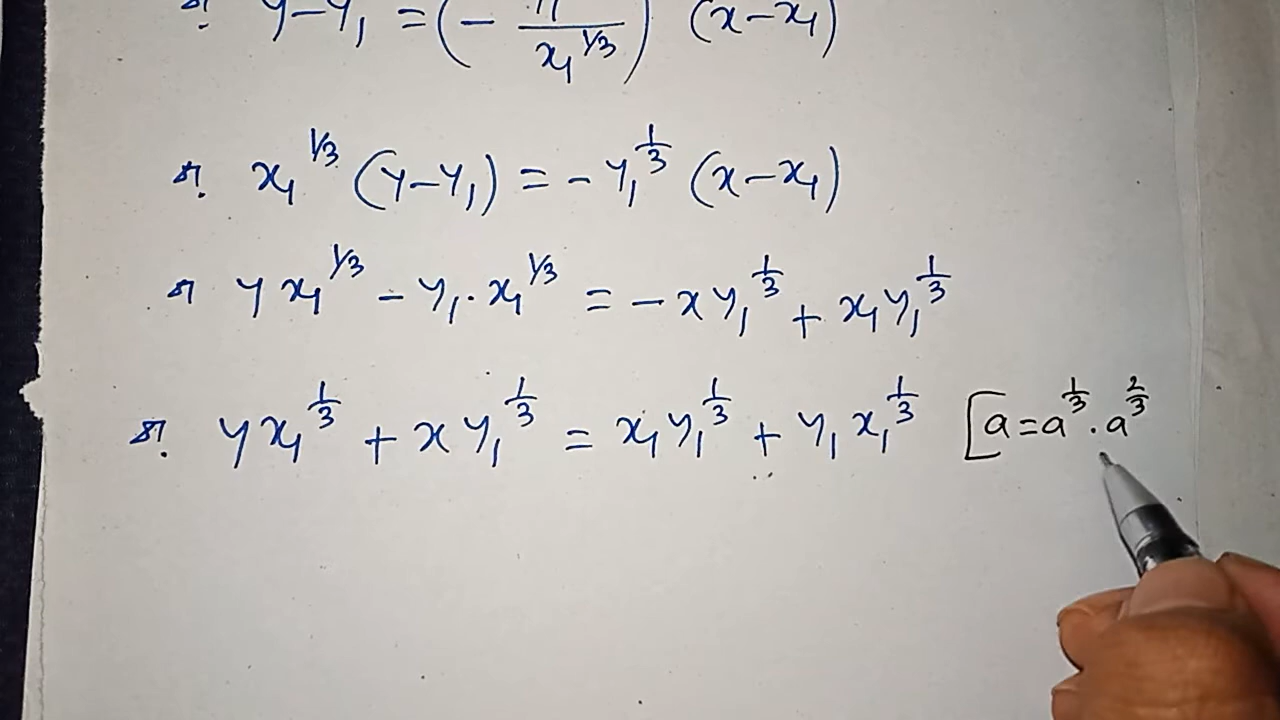 বা. y-y₁ = (- y₁^⅓ / x₁^⅓) (x-x₁)
বা. x₁^⅓ (y-y₁) = - y₁^⅓ (x-x₁)
বা y x₁^⅓ - y₁. x₁^⅓ = - x y₁^⅓ + x₁ y₁^⅓
বা. y x₁^⅓ + x y₁^⅓ = x₁ y₁^⅓ + y₁ x₁^⅓ [a = a^⅓ . a^⅔